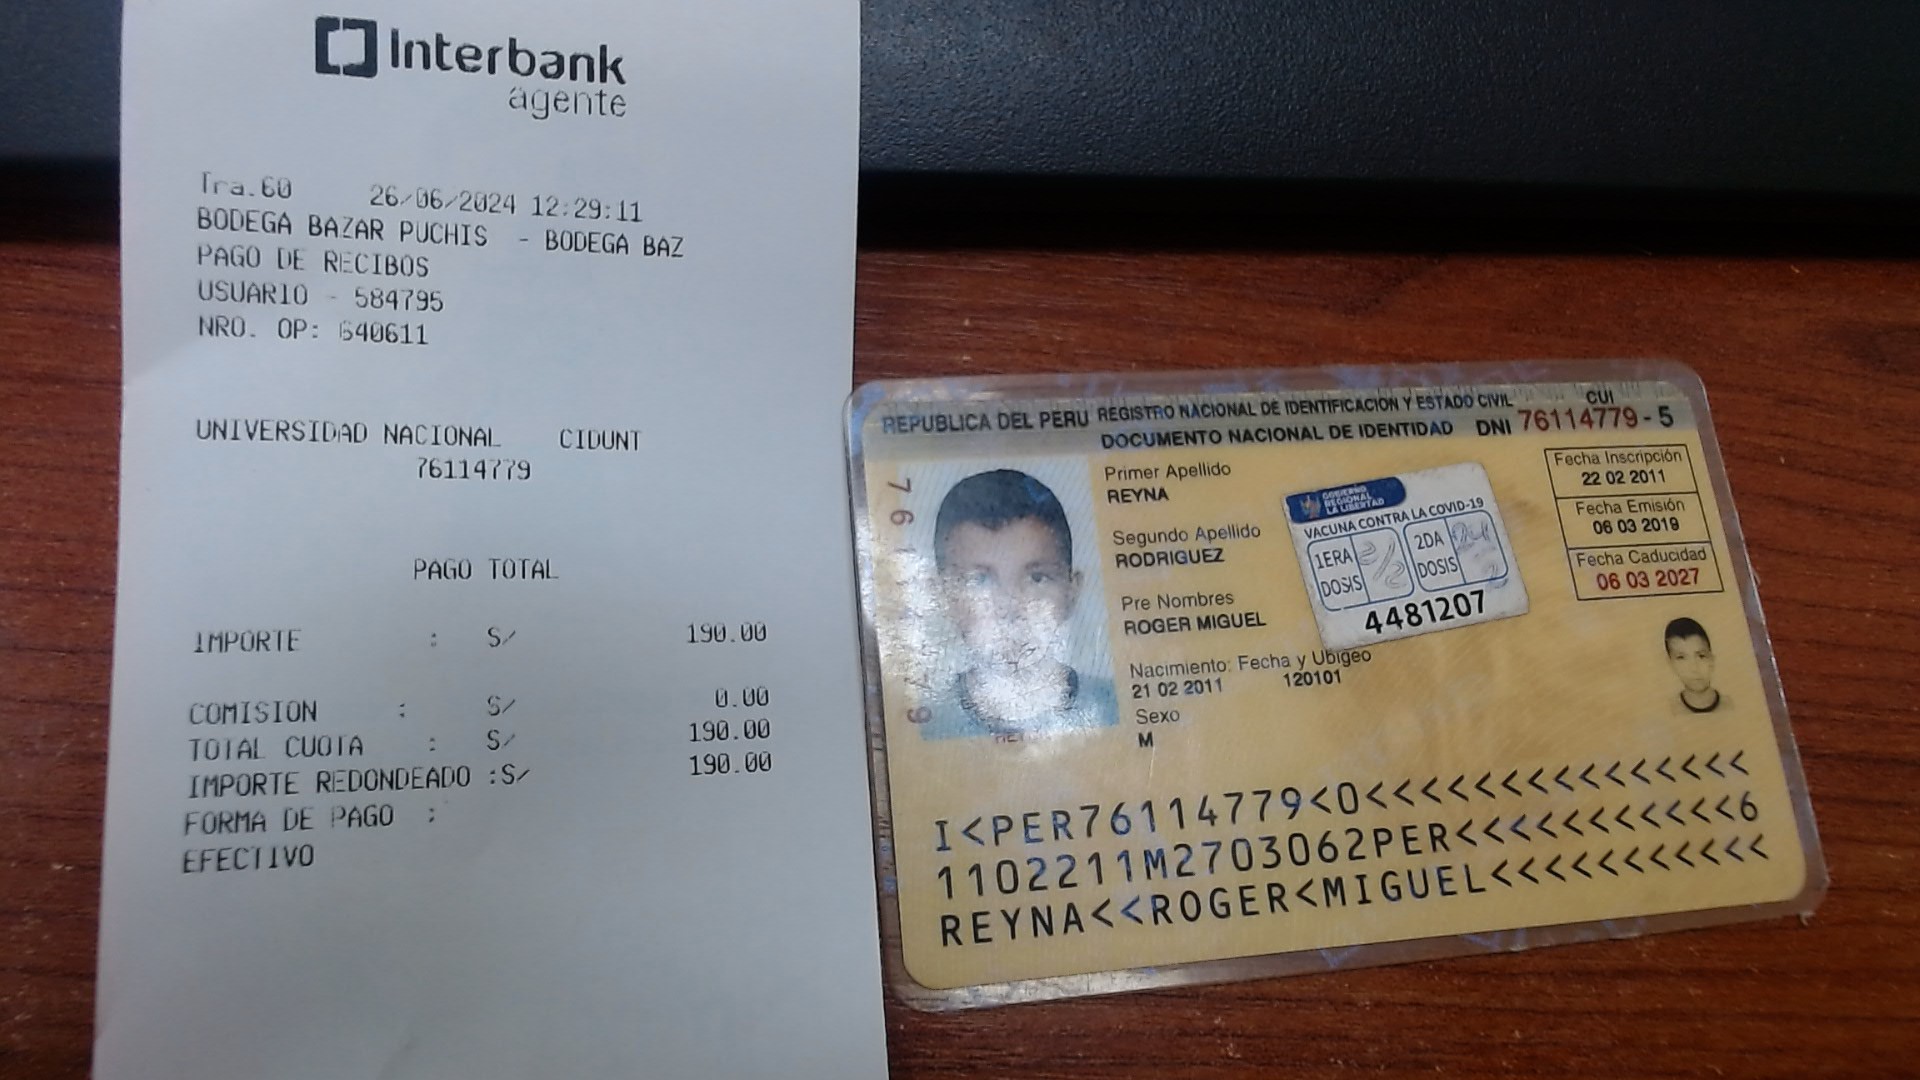 Interbank
agente
Tra.60 26/06/2024 12:29:11
BODEGA BAZAR PUCHIS - BODEGA BAZ
PAGO DE RECIBOS
USUARIO - 584795
NRO. OP: 640611
UNIVERSIDAD NACIONAL CIDUNT
76114779
PAGO TOTAL
IMPORTE : S/ 190.00
COMISION : S/ 0.00
TOTAL CUOTA : S/ 190.00
IMPORTE REDONDEADO :S/ 190.00
FORMA DE PAGO :
EFECTIVO
REPUBLICA DEL PERU REGISTRO NACIONAL DE IDENTIFICACION Y ESTADO CIVIL CUI
DOCUMENTO NACIONAL DE IDENTIDAD DNI 76114779 - 5
Primer Apellido
REYNA
Segundo Apellido
RODRIGUEZ
Pre Nombres
ROGER MIGUEL
Nacimiento: Fecha y Ubigeo
21 02 2011 120101
Sexo
M
GOBIERNO
REGIONAL
LA LIBERTAD
VACUNA CONTRA LA COVID-19
1ERA DOSIS
2DA DOSIS
4481207
Fecha Inscripción
22 02 2011
Fecha Emisión
06 03 2019
Fecha Caducidad
06 03 2027
I<PER76114779<0<<<<<<<<<<<<<<<
1102211M2703062PER<<<<<<<<<<<6
REYNA<<ROGER<MIGUEL<<<<<<<<<<<